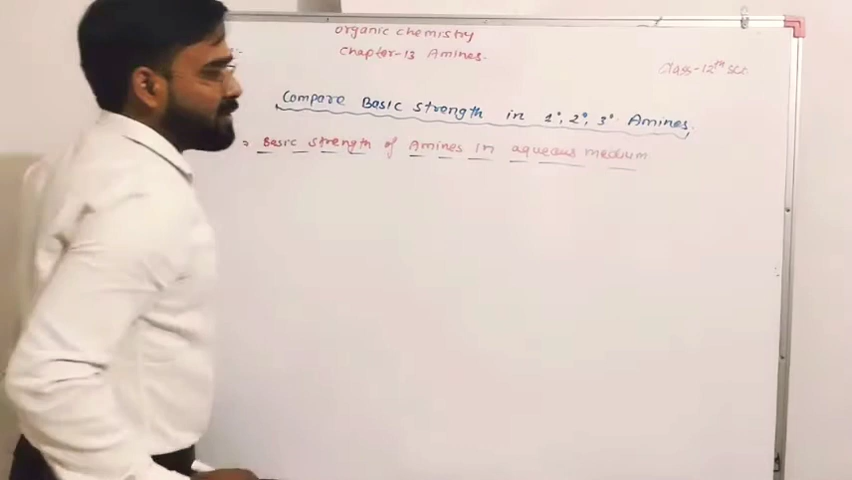 organic chemistry
Chapter-13 Amines.
Class-12th sci
Compare Basic strength in 1°, 2°, 3° Amines.
Basic strength of Amines in aqueous medium